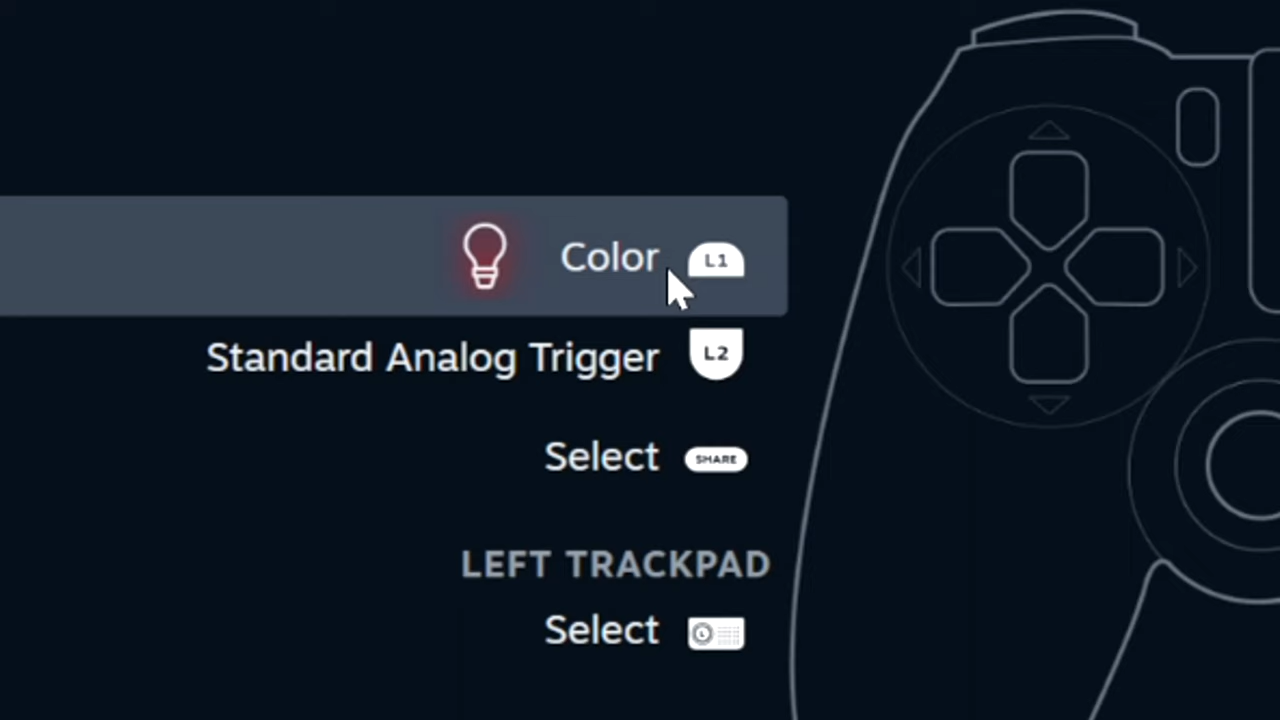 Color L1
Standard Analog Trigger L2
Select SHARE
LEFT TRACKPAD
Select L